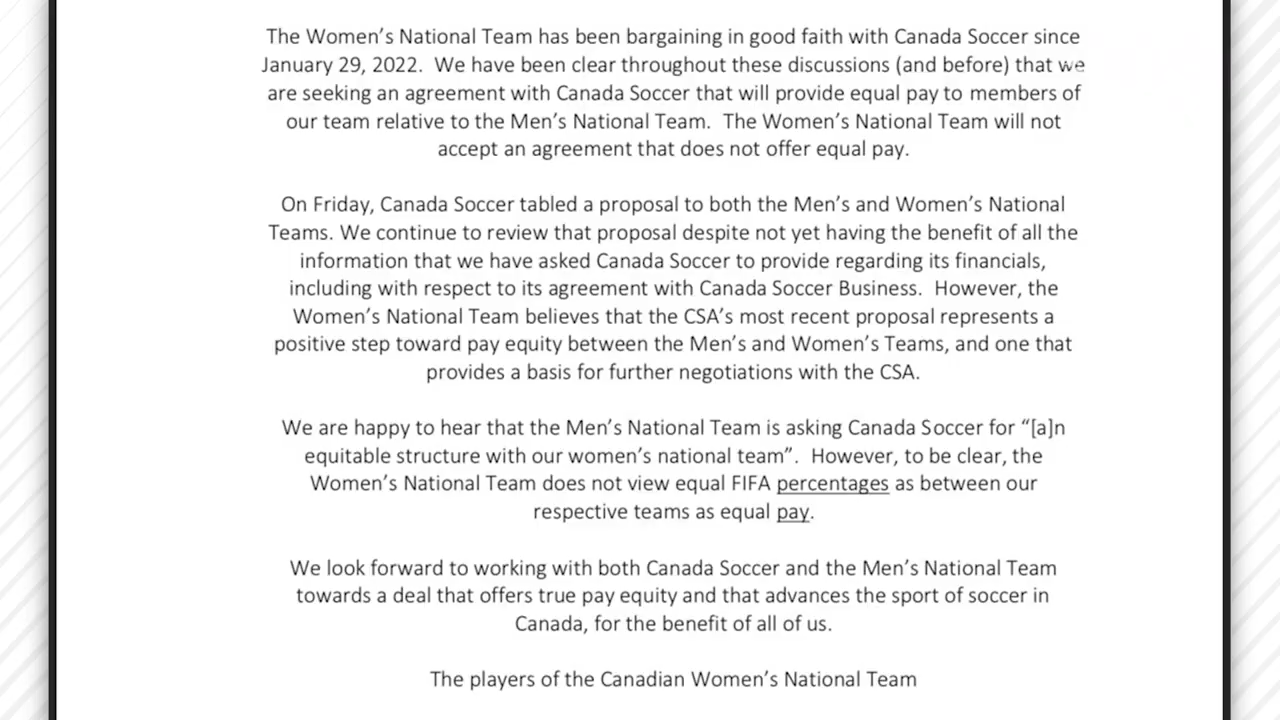 The Women’s National Team has been bargaining in good faith with Canada Soccer since
January 29, 2022.  We have been clear throughout these discussions (and before) that we
are seeking an agreement with Canada Soccer that will provide equal pay to members of
our team relative to the Men’s National Team.  The Women’s National Team will not
accept an agreement that does not offer equal pay.
On Friday, Canada Soccer tabled a proposal to both the Men’s and Women’s National
Teams. We continue to review that proposal despite not yet having the benefit of all the
information that we have asked Canada Soccer to provide regarding its financials,
including with respect to its agreement with Canada Soccer Business.  However, the
Women’s National Team believes that the CSA’s most recent proposal represents a
positive step toward pay equity between the Men’s and Women’s Teams, and one that
provides a basis for further negotiations with the CSA.
We are happy to hear that the Men’s National Team is asking Canada Soccer for “[a]n
equitable structure with our women’s national team”.  However, to be clear, the
Women’s National Team does not view equal FIFA percentages as between our
respective teams as equal pay.
We look forward to working with both Canada Soccer and the Men’s National Team
towards a deal that offers true pay equity and that advances the sport of soccer in
Canada, for the benefit of all of us.
The players of the Canadian Women’s National Team